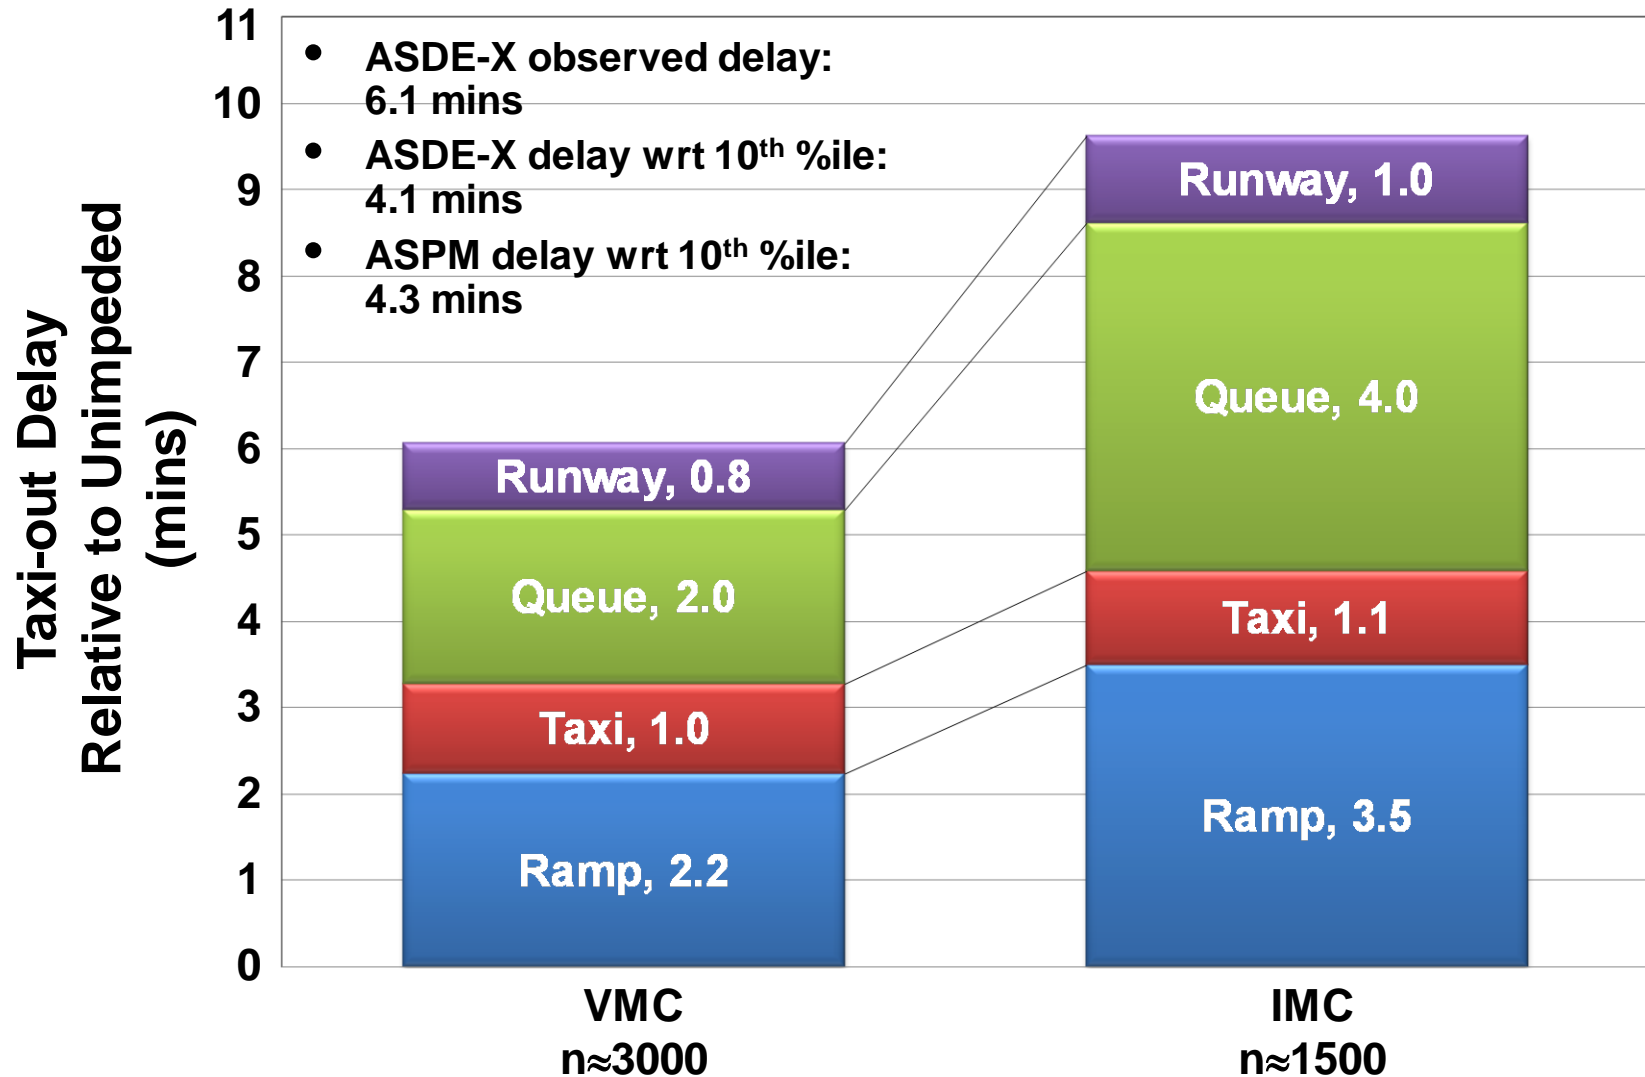 Taxi-out Delay
Relative to Unimpeded
(mins)
11
10
9
8
7
6
5
4
3
2
1
0
• ASDE-X observed delay:
6.1 mins
• ASDE-X delay wrt 10th %ile:
4.1 mins
• ASPM delay wrt 10th %ile:
4.3 mins
Runway, 0.8
Queue, 2.0
Taxi, 1.0
Ramp, 2.2
Runway, 1.0
Queue, 4.0
Taxi, 1.1
Ramp, 3.5
VMC
n≈3000
IMC
n≈1500